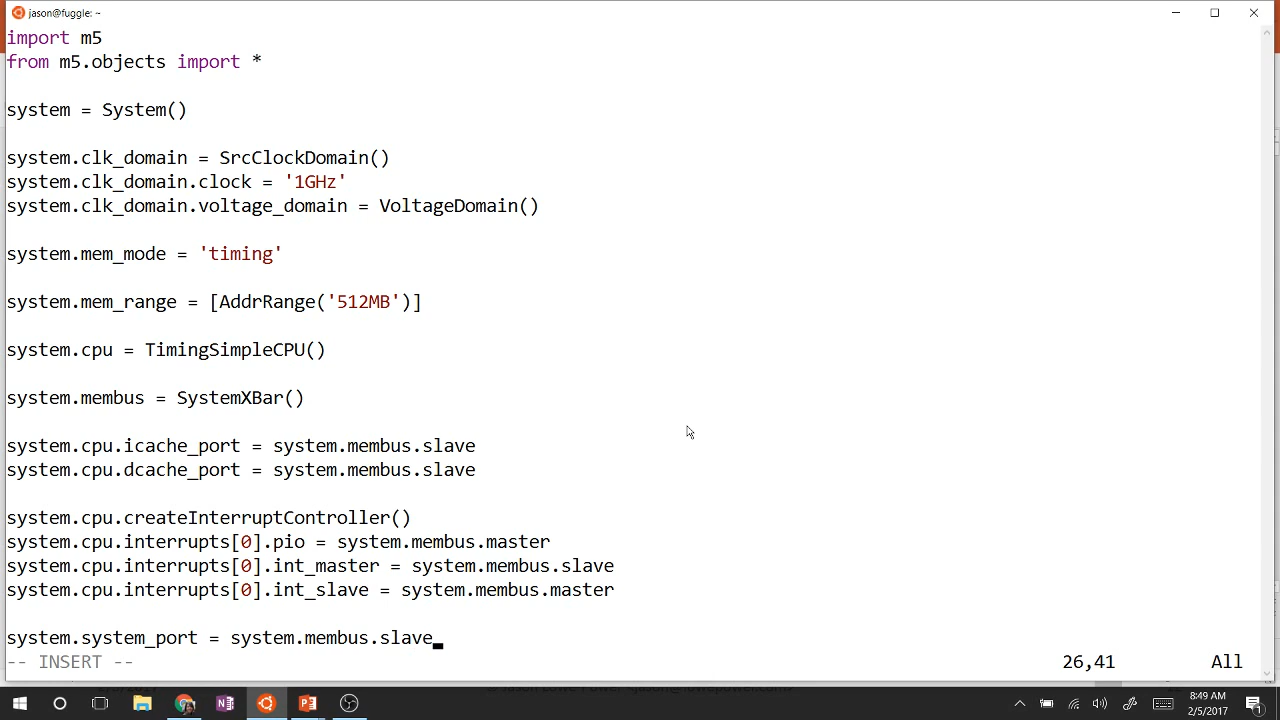 jason@fuggle: ~
import m5
from m5.objects import *
system = System()
system.clk_domain = SrcClockDomain()
system.clk_domain.clock = '1GHz'
system.clk_domain.voltage_domain = VoltageDomain()
system.mem_mode = 'timing'
system.mem_range = [AddrRange('512MB')]
system.cpu = TimingSimpleCPU()
system.membus = SystemXBar()
system.cpu.icache_port = system.membus.slave
system.cpu.dcache_port = system.membus.slave
system.cpu.createInterruptController()
system.cpu.interrupts[0].pio = system.membus.master
system.cpu.interrupts[0].int_master = system.membus.slave
system.cpu.interrupts[0].int_slave = system.membus.master
system.system_port = system.membus.slave
-- INSERT -- 26,41 All
8:49 AM
2/5/2017